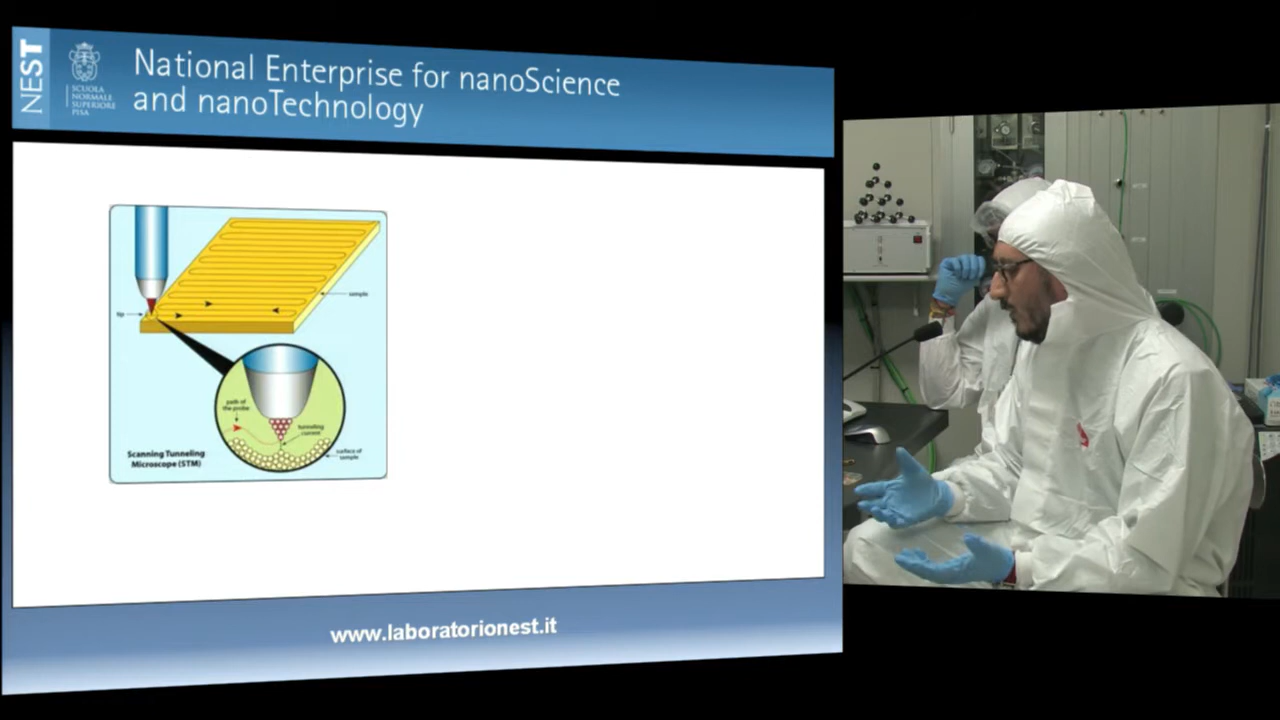 NEST
SCUOLA
NORMALE
SUPERIORE
PISA
National Enterprise for nanoScience
and nanoTechnology
sample
tip
path of
the probe
tunneling
current
surface of
sample
Scanning Tunneling
Microscope (STM)
www.laboratorionest.it